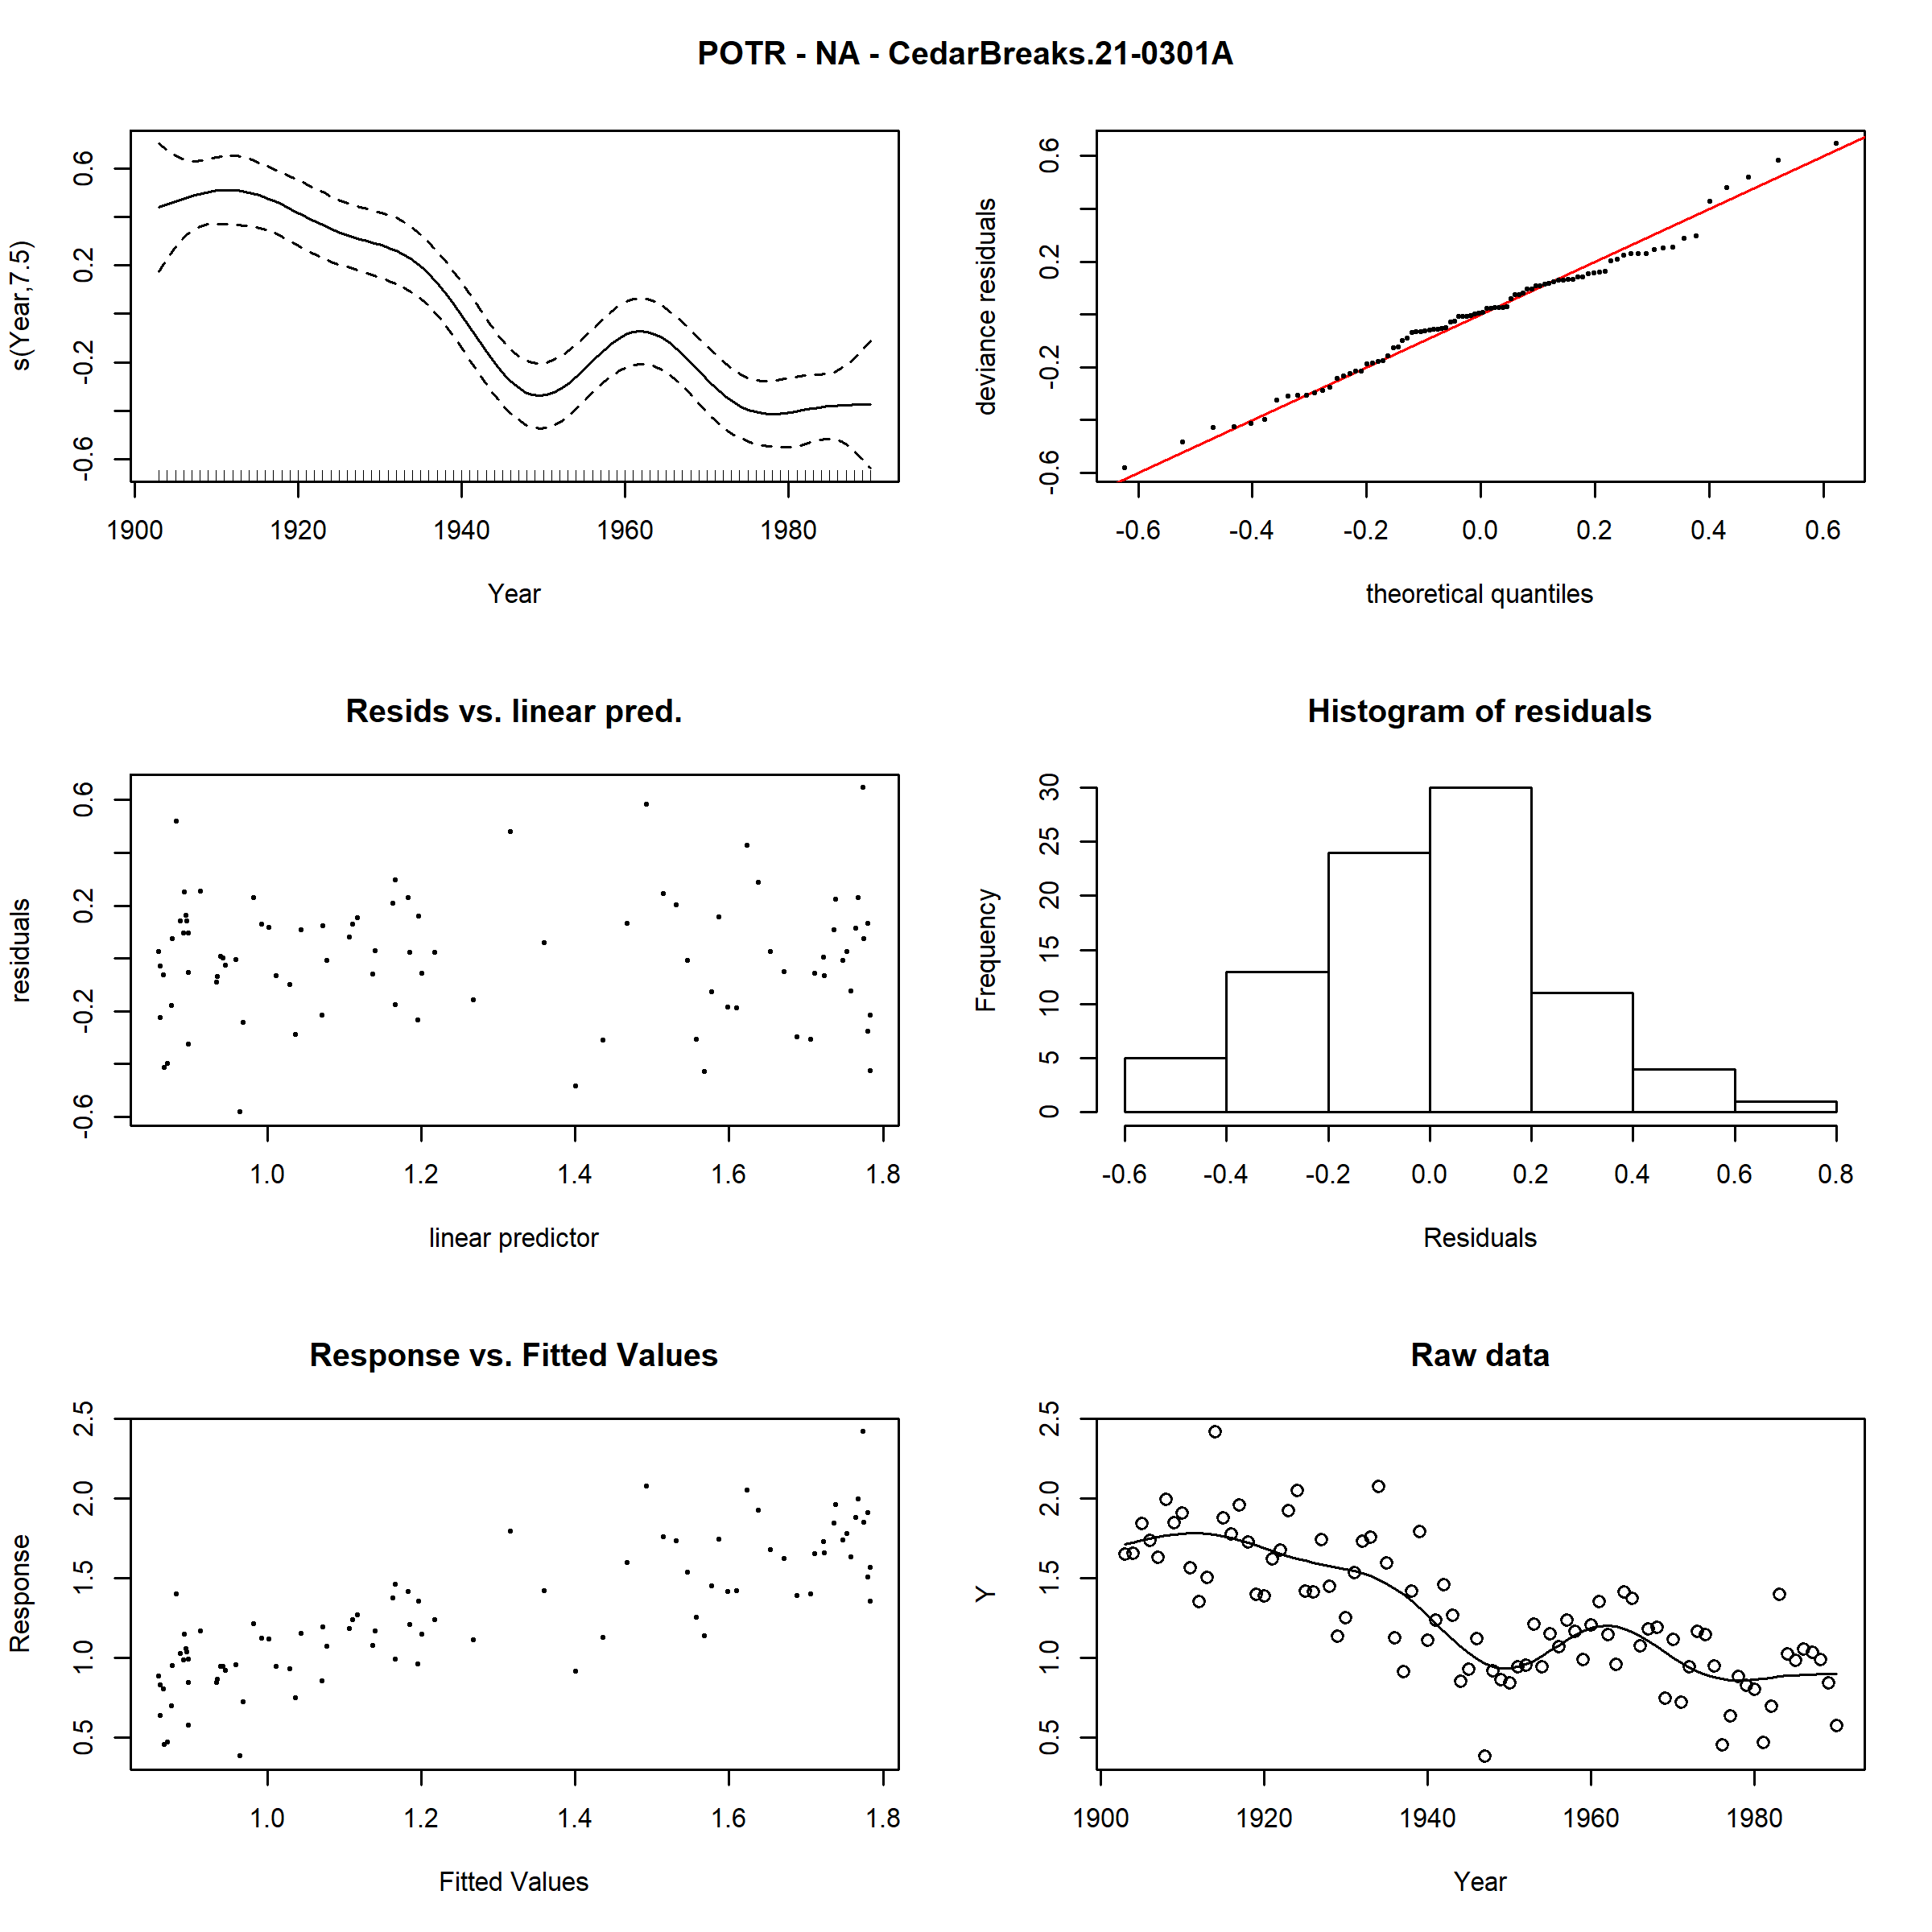 POTR - NA - CedarBreaks.21-0301A
s(Year,7.5)
-0.6 -0.2 0.2 0.6
1900 1920 1940 1960 1980
Year
deviance residuals
-0.6 -0.2 0.2 0.6
-0.6 -0.4 -0.2 0.0 0.2 0.4 0.6
theoretical quantiles
Resids vs. linear pred.
residuals
-0.6 -0.2 0.2 0.6
1.0 1.2 1.4 1.6 1.8
linear predictor
Histogram of residuals
Frequency
0 5 10 15 20 25 30
-0.6 -0.4 -0.2 0.0 0.2 0.4 0.6 0.8
Residuals
Response vs. Fitted Values
Response
0.5 1.0 1.5 2.0 2.5
1.0 1.2 1.4 1.6 1.8
Fitted Values
Raw data
Y
0.5 1.0 1.5 2.0 2.5
1900 1920 1940 1960 1980
Year